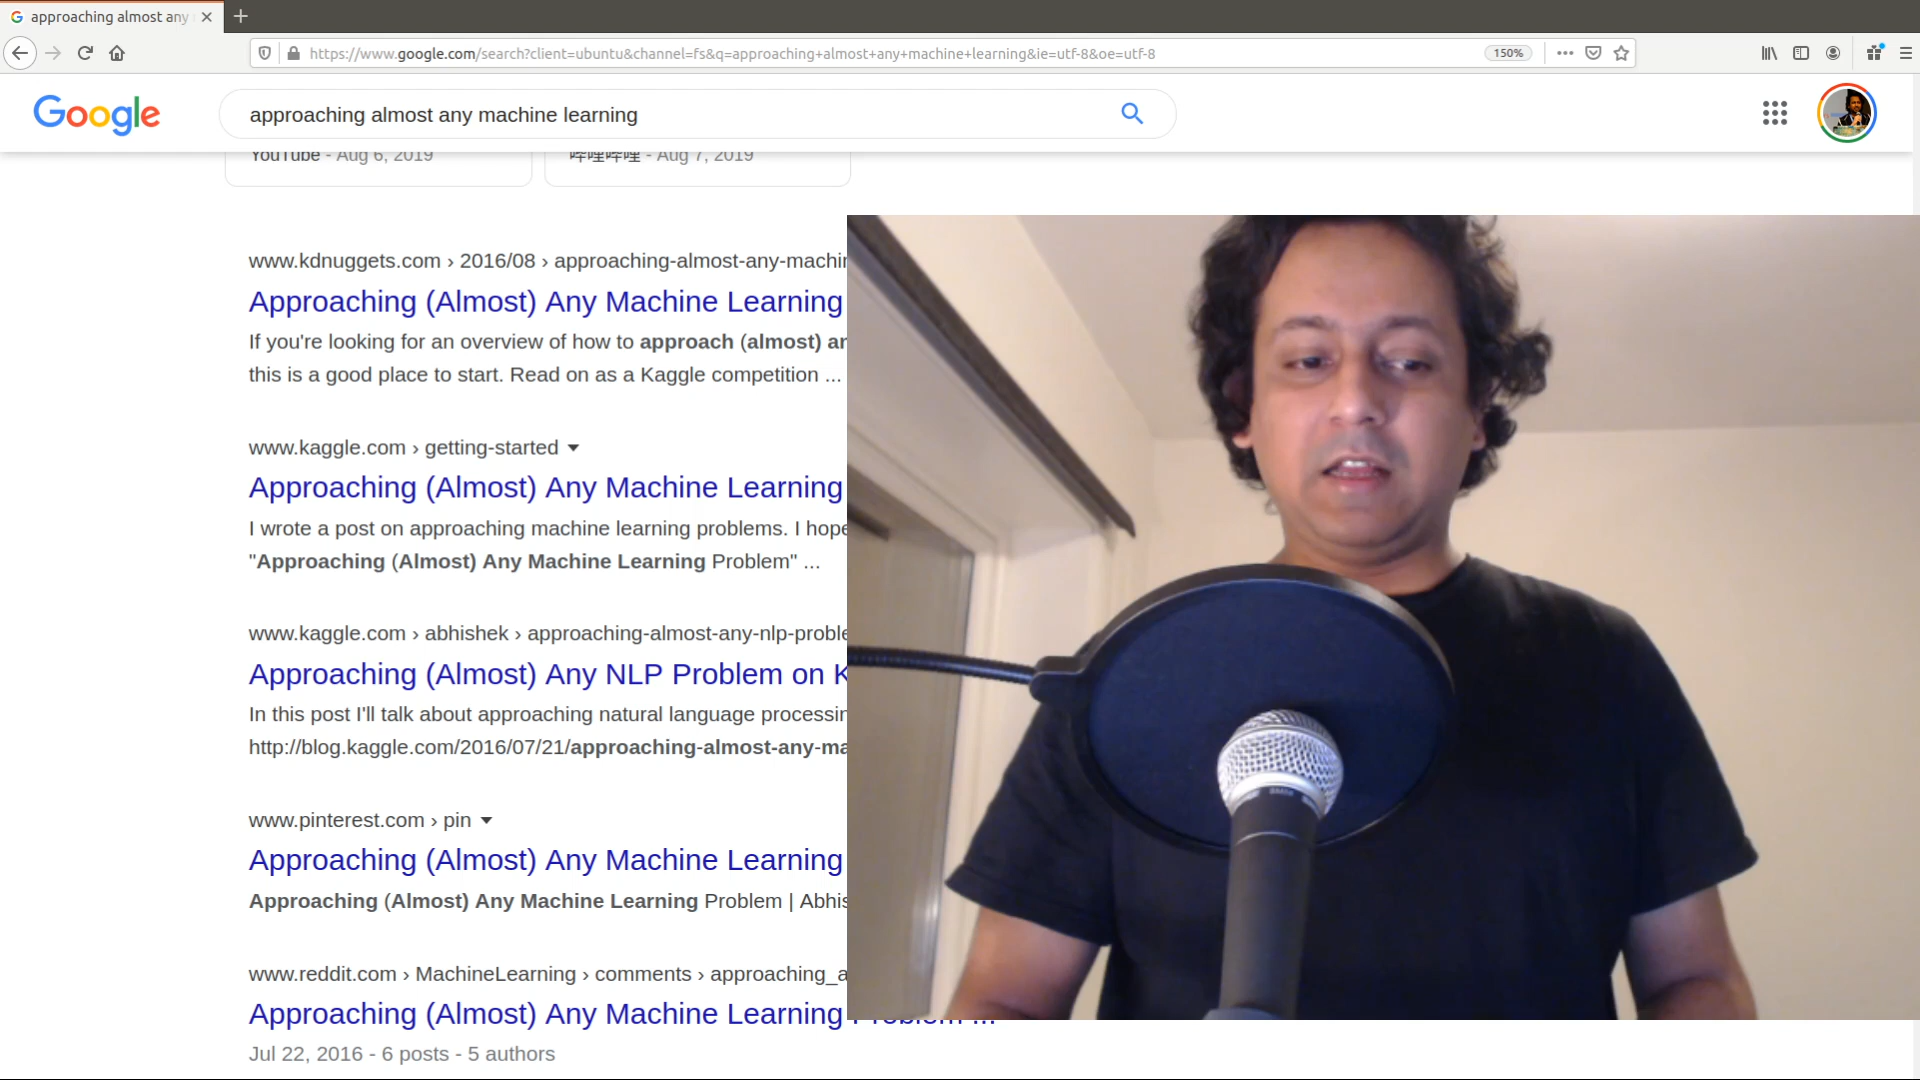 approaching almost any
https://www.google.com/search?client=ubuntu&channel=fs&q=approaching+almost+any+machine+learning&ie=utf-8&oe=utf-8
150%
Google
approaching almost any machine learning
YouTube - Aug 6, 2019
哔哩哔哩 - Aug 7, 2019
www.kdnuggets.com › 2016/08 › approaching-almost-any-machin
Approaching (Almost) Any Machine Learning
If you're looking for an overview of how to approach (almost) an
this is a good place to start. Read on as a Kaggle competition ...
www.kaggle.com › getting-started
Approaching (Almost) Any Machine Learning
I wrote a post on approaching machine learning problems. I hope
"Approaching (Almost) Any Machine Learning Problem" ...
www.kaggle.com › abhishek › approaching-almost-any-nlp-proble
Approaching (Almost) Any NLP Problem on K
In this post I'll talk about approaching natural language processin
http://blog.kaggle.com/2016/07/21/approaching-almost-any-ma
www.pinterest.com › pin
Approaching (Almost) Any Machine Learning
Approaching (Almost) Any Machine Learning Problem | Abhis
www.reddit.com › MachineLearning › comments › approaching_a
Approaching (Almost) Any Machine Learning Problem ...
Jul 22, 2016 - 6 posts - 5 authors